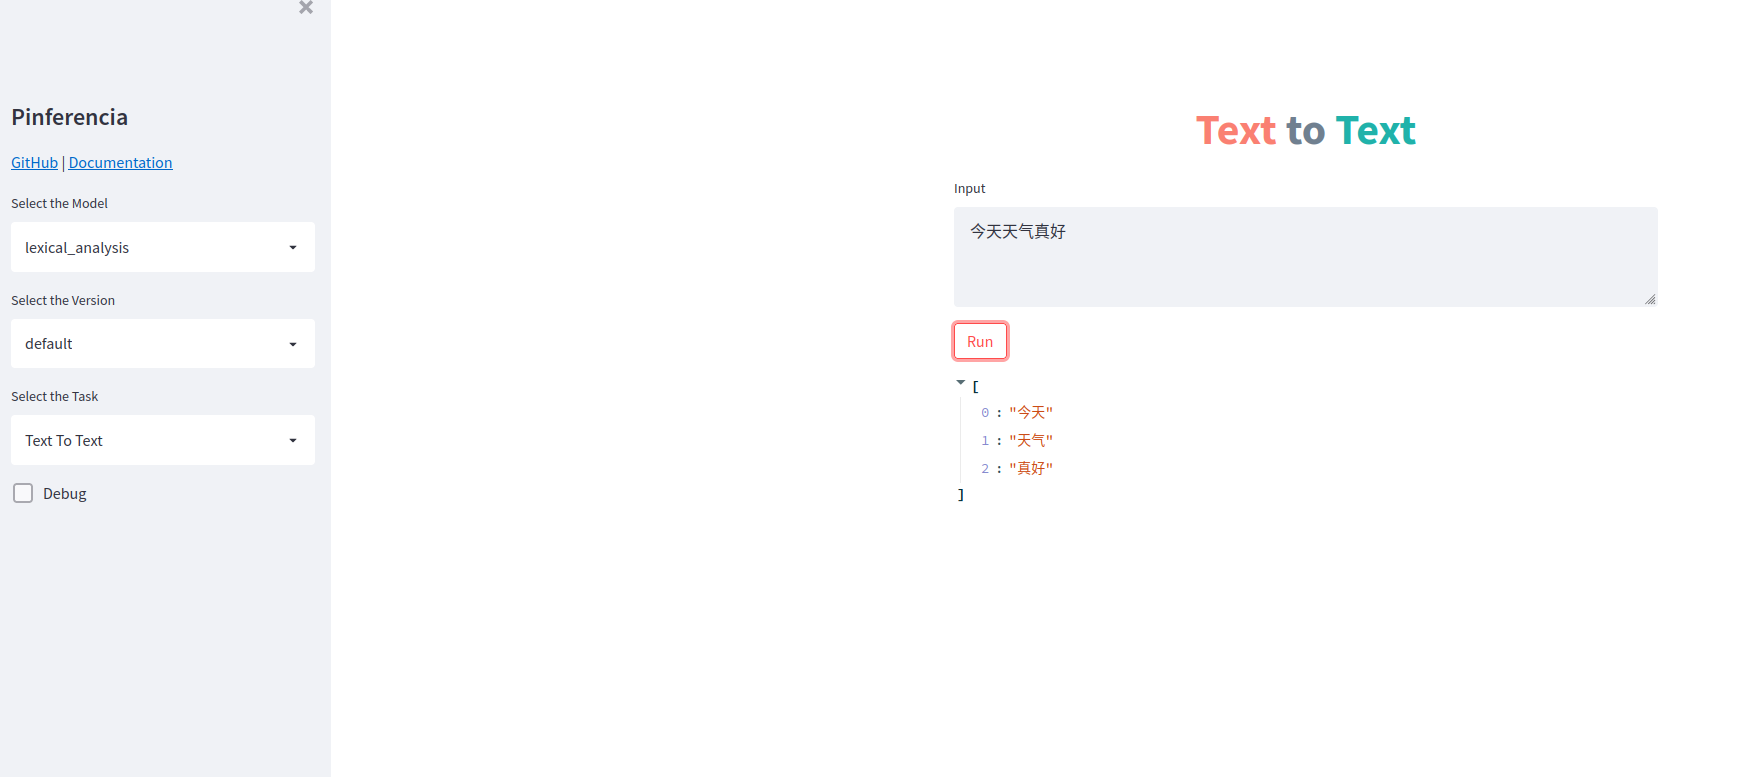 Pinferencia
GitHub | Documentation
Select the Model
lexical_analysis
Select the Version
default
Select the Task
Text To Text
Debug
Text to Text
Input
今天天气真好
Run
[
0 : "今天"
1 : "天气"
2 : "真好"
]